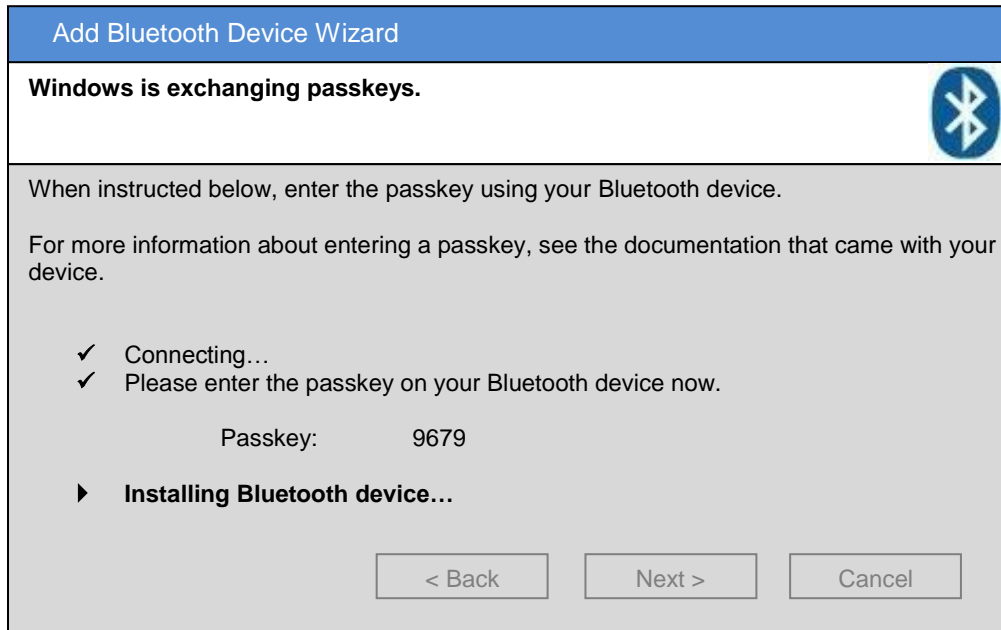 Add Bluetooth Device Wizard
Windows is exchanging passkeys.
When instructed below, enter the passkey using your Bluetooth device.
For more information about entering a passkey, see the documentation that came with your
device.
✓ Connecting…
✓ Please enter the passkey on your Bluetooth device now.
Passkey: 9679
Installing Bluetooth device…
< Back Next > Cancel